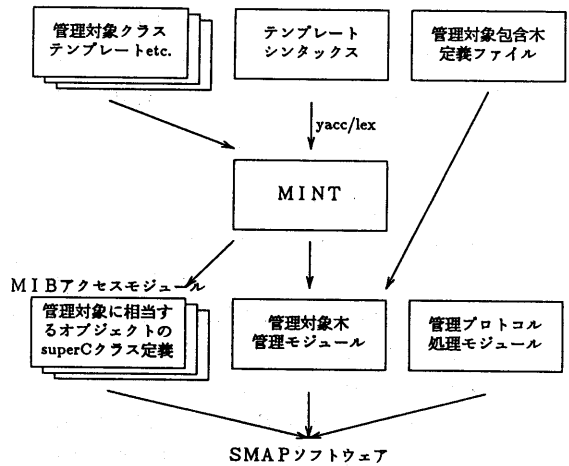 管理対象クラス
テンプレートetc.
テンプレート
シンタックス
管理対象包含木
定義ファイル
yacc/lex
MINT
MIBアクセスモジュール
管理対象に相当す
るオブジェクトの
superCクラス定義
管理対象木
管理モジュール
管理プロトコル
処理モジュール
SMAPソフトウェア